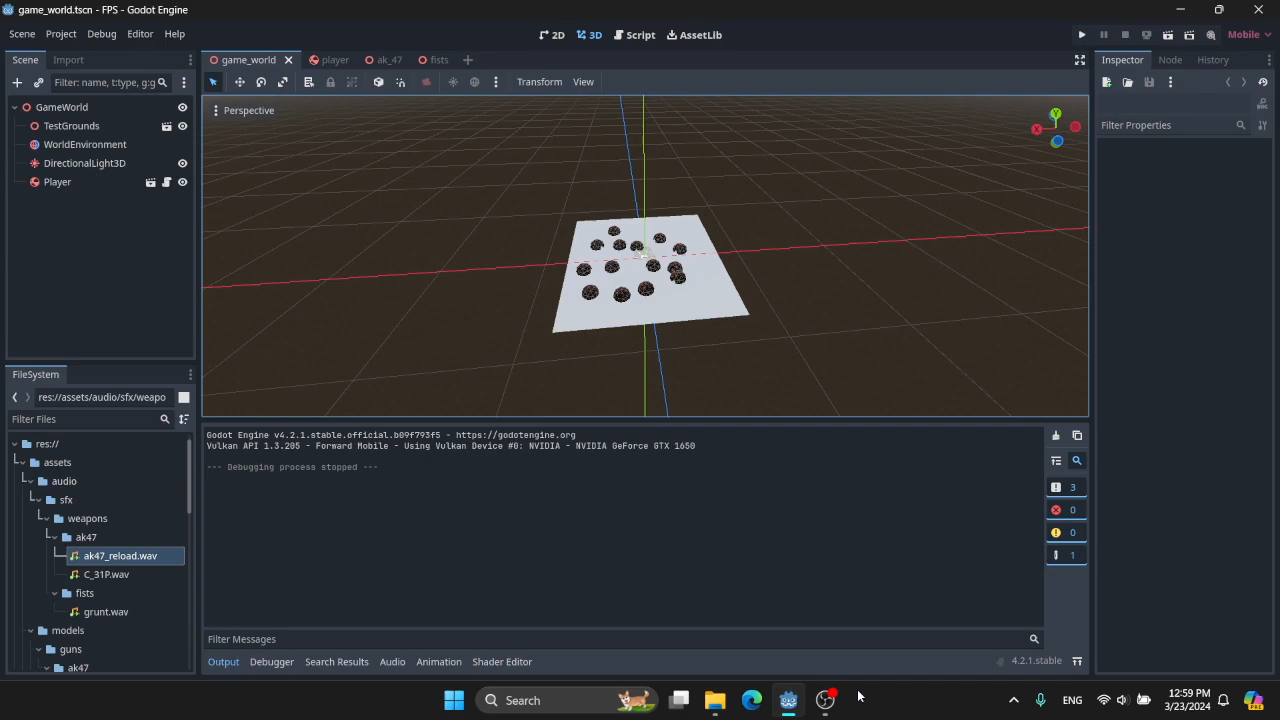 game_world.tscn - FPS - Godot Engine
Scene Project Debug Editor Help
2D 3D Script AssetLib
Mobile
Scene Import
game_world player ak_47 fists
Inspector Node History
Filter: name, t:type, g:g
Transform View
GameWorld
TestGrounds
WorldEnvironment
DirectionalLight3D
Player
Perspective
Y
X
Filter Properties
FileSystem
res://assets/audio/sfx/weapo
Filter Files
res://
assets
audio
sfx
weapons
ak47
ak47_reload.wav
C_31P.wav
fists
grunt.wav
models
guns
ak47
Godot Engine v4.2.1.stable.official.b09f793f5 - https://godotengine.org
Vulkan API 1.3.205 - Forward Mobile - Using Vulkan Device #0: NVIDIA - NVIDIA GeForce GTX 1650
--- Debugging process stopped ---
3
0
0
1
Filter Messages
Output Debugger Search Results Audio Animation Shader Editor
4.2.1.stable
Search
ENG
12:59 PM
3/23/2024
PRE